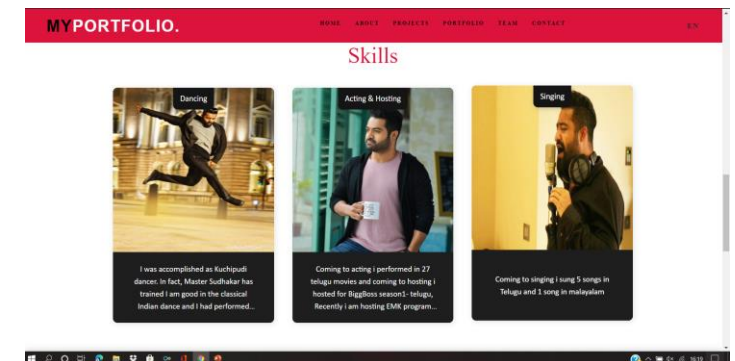 MYPORTFOLIO.
HOME ABOUT PROJECTS PORTFOLIO TEAM CONTACT
EN
Skills
Dancing
Acting & Hosting
Singing
I was accomplished as Kuchipudi
dancer. In fact, Master Sudhakar has
trained I am good in the classical
Indian dance and I had performed...
Coming to acting i performed in 27
telugu movies and coming to hosting i
hosted for BiggBoss season1- telugu,
Recently i am hosting EMK program...
Coming to singing i sung 5 songs in
Telugu and 1 song in malayalam
16:19